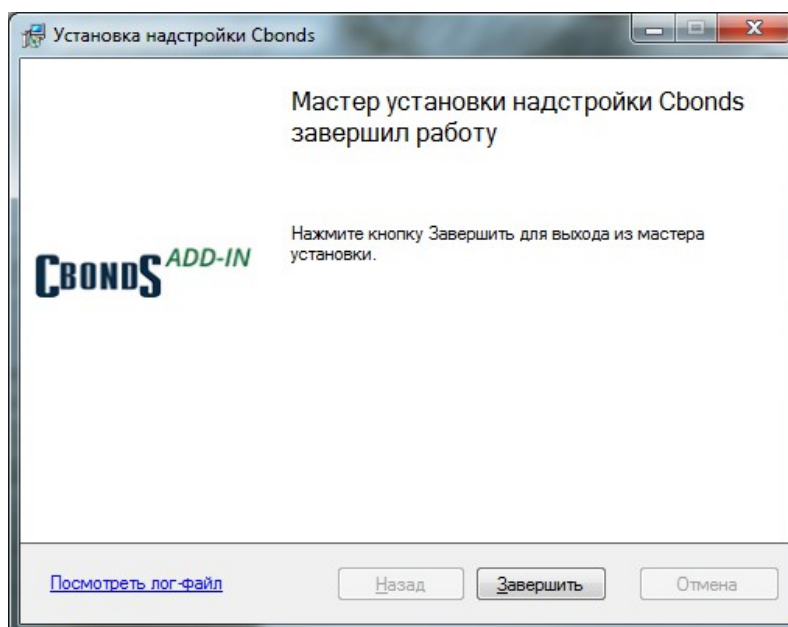 Установка надстройки Cbonds
Мастер установки надстройки Cbonds
завершил работу
Нажмите кнопку Завершить для выхода из мастера
установки.
CBONDS ADD-IN
Посмотреть лог-файл
Назад
Завершить
Отмена